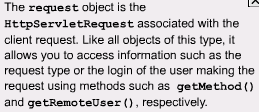 The request object is the
HttpServletRequest associated with the
client request. Like all objects of this type, it
allows you to access information such as the
request type or the login of the user making the
request using methods such as getMethod()
and getRemoteUser(), respectively.